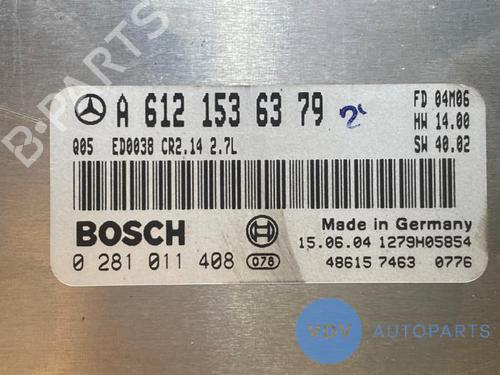 B-PARTS
A 612 153 63 79 2
FD 04M06
HW 14.00
SW 40.02
005 ED0038 CR2.14 2.7L
BOSCH
0 281 011 408 078
Made in Germany
15.06.04 1279H05854
48615 7463 0776
VDV AUTOPARTS